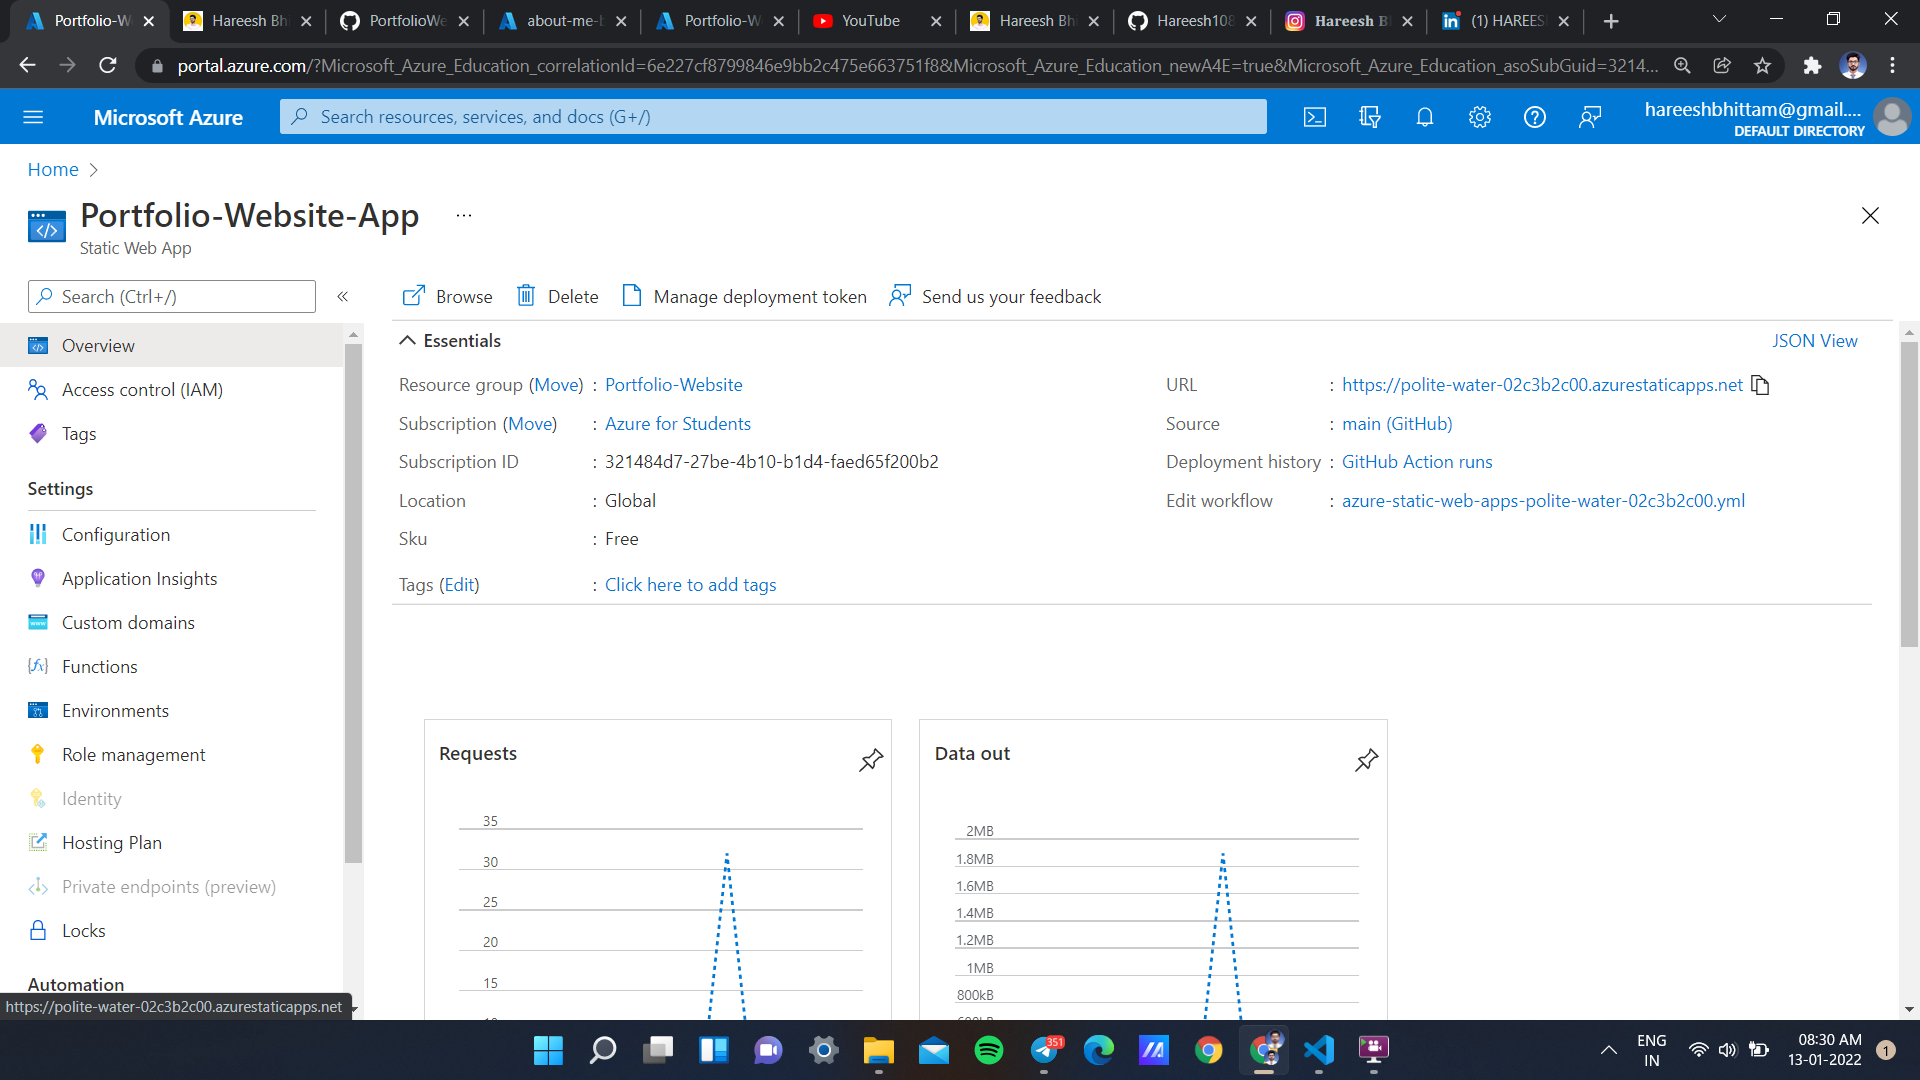 Portfolio-W
Hareesh Bhi
PortfolioWe
about-me-b
Portfolio-W
YouTube
Hareesh Bhi
Hareesh108
Hareesh B
(1) HAREES
portal.azure.com/?Microsoft_Azure_Education_correlationId=6e227cf8799846e9bb2c475e663751f8&Microsoft_Azure_Education_newA4E=true&Microsoft_Azure_Education_asoSubGuid=3214...
Microsoft Azure
Search resources, services, and docs (G+/)
hareeshbhittam@gmail....
DEFAULT DIRECTORY
Home
Portfolio-Website-App
...
Static Web App
Search (Ctrl+/)
«
Browse
Delete
Manage deployment token
Send us your feedback
Overview
Access control (IAM)
Tags
Settings
Configuration
Application Insights
Custom domains
Functions
Environments
Role management
Identity
Hosting Plan
Private endpoints (preview)
Locks
Automation
https://polite-water-02c3b2c00.azurestaticapps.net
Essentials
JSON View
Resource group (Move) : Portfolio-Website
Subscription (Move) : Azure for Students
Subscription ID : 321484d7-27be-4b10-b1d4-faed65f200b2
Location : Global
Sku : Free
Tags (Edit) : Click here to add tags
URL : https://polite-water-02c3b2c00.azurestaticapps.net
Source : main (GitHub)
Deployment history : GitHub Action runs
Edit workflow : azure-static-web-apps-polite-water-02c3b2c00.yml
Requests
35
30
25
20
15
10
Data out
2MB
1.8MB
1.6MB
1.4MB
1.2MB
1MB
800kB
600kB
351
ENG
IN
08:30 AM
13-01-2022
1